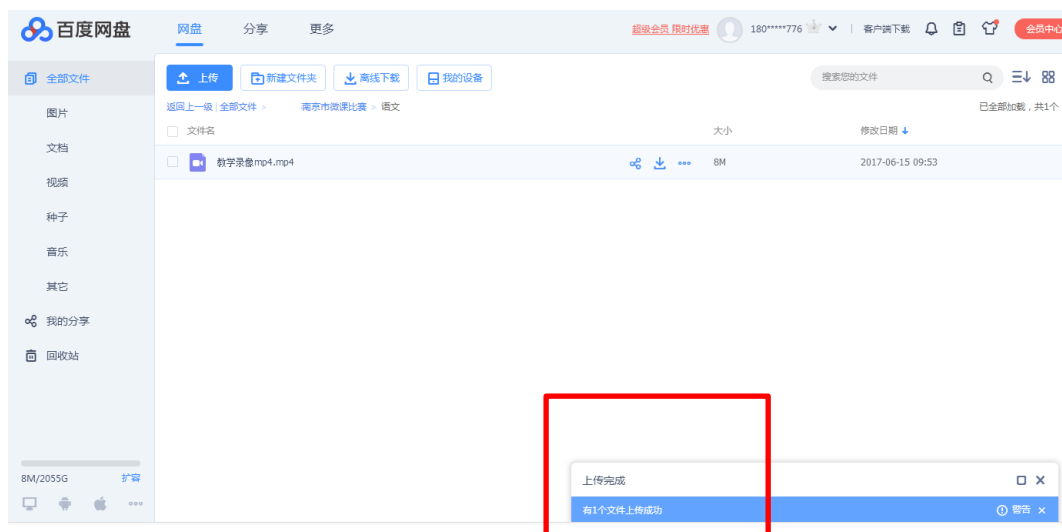 百度网盘 网盘 分享 更多 超级会员 限时优惠 180*****776 客户端下载 会员中心
全部文件 上传 新建文件夹 离线下载 我的设备 搜索您的文件
返回上一级 | 全部文件 > 南京市微课比赛 > 语文 已全部加载，共1个
图片
文件名 大小 修改日期
文档
教学录像mp4.mp4 8M 2017-06-15 09:53
视频
种子
音乐
其它
我的分享
回收站
8M/2055G 扩容
上传完成
有1个文件上传成功 警告